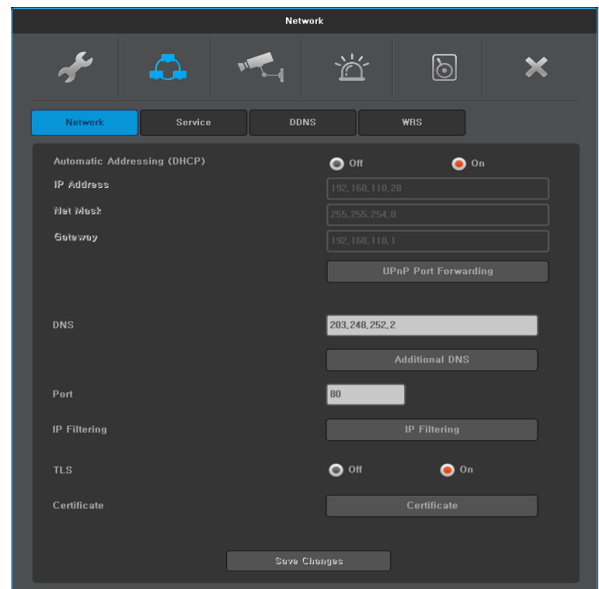 Network
Network Service DDNS WRS
Automatic Addressing (DHCP) Off On
IP Address 192.168.110.28
Net Mask 255.255.254.0
Gateway 192.168.110.1
UPnP Port Forwarding
DNS 203.248.252.2
Additional DNS
Port 80
IP Filtering IP Filtering
TLS Off On
Certificate Certificate
Save Changes